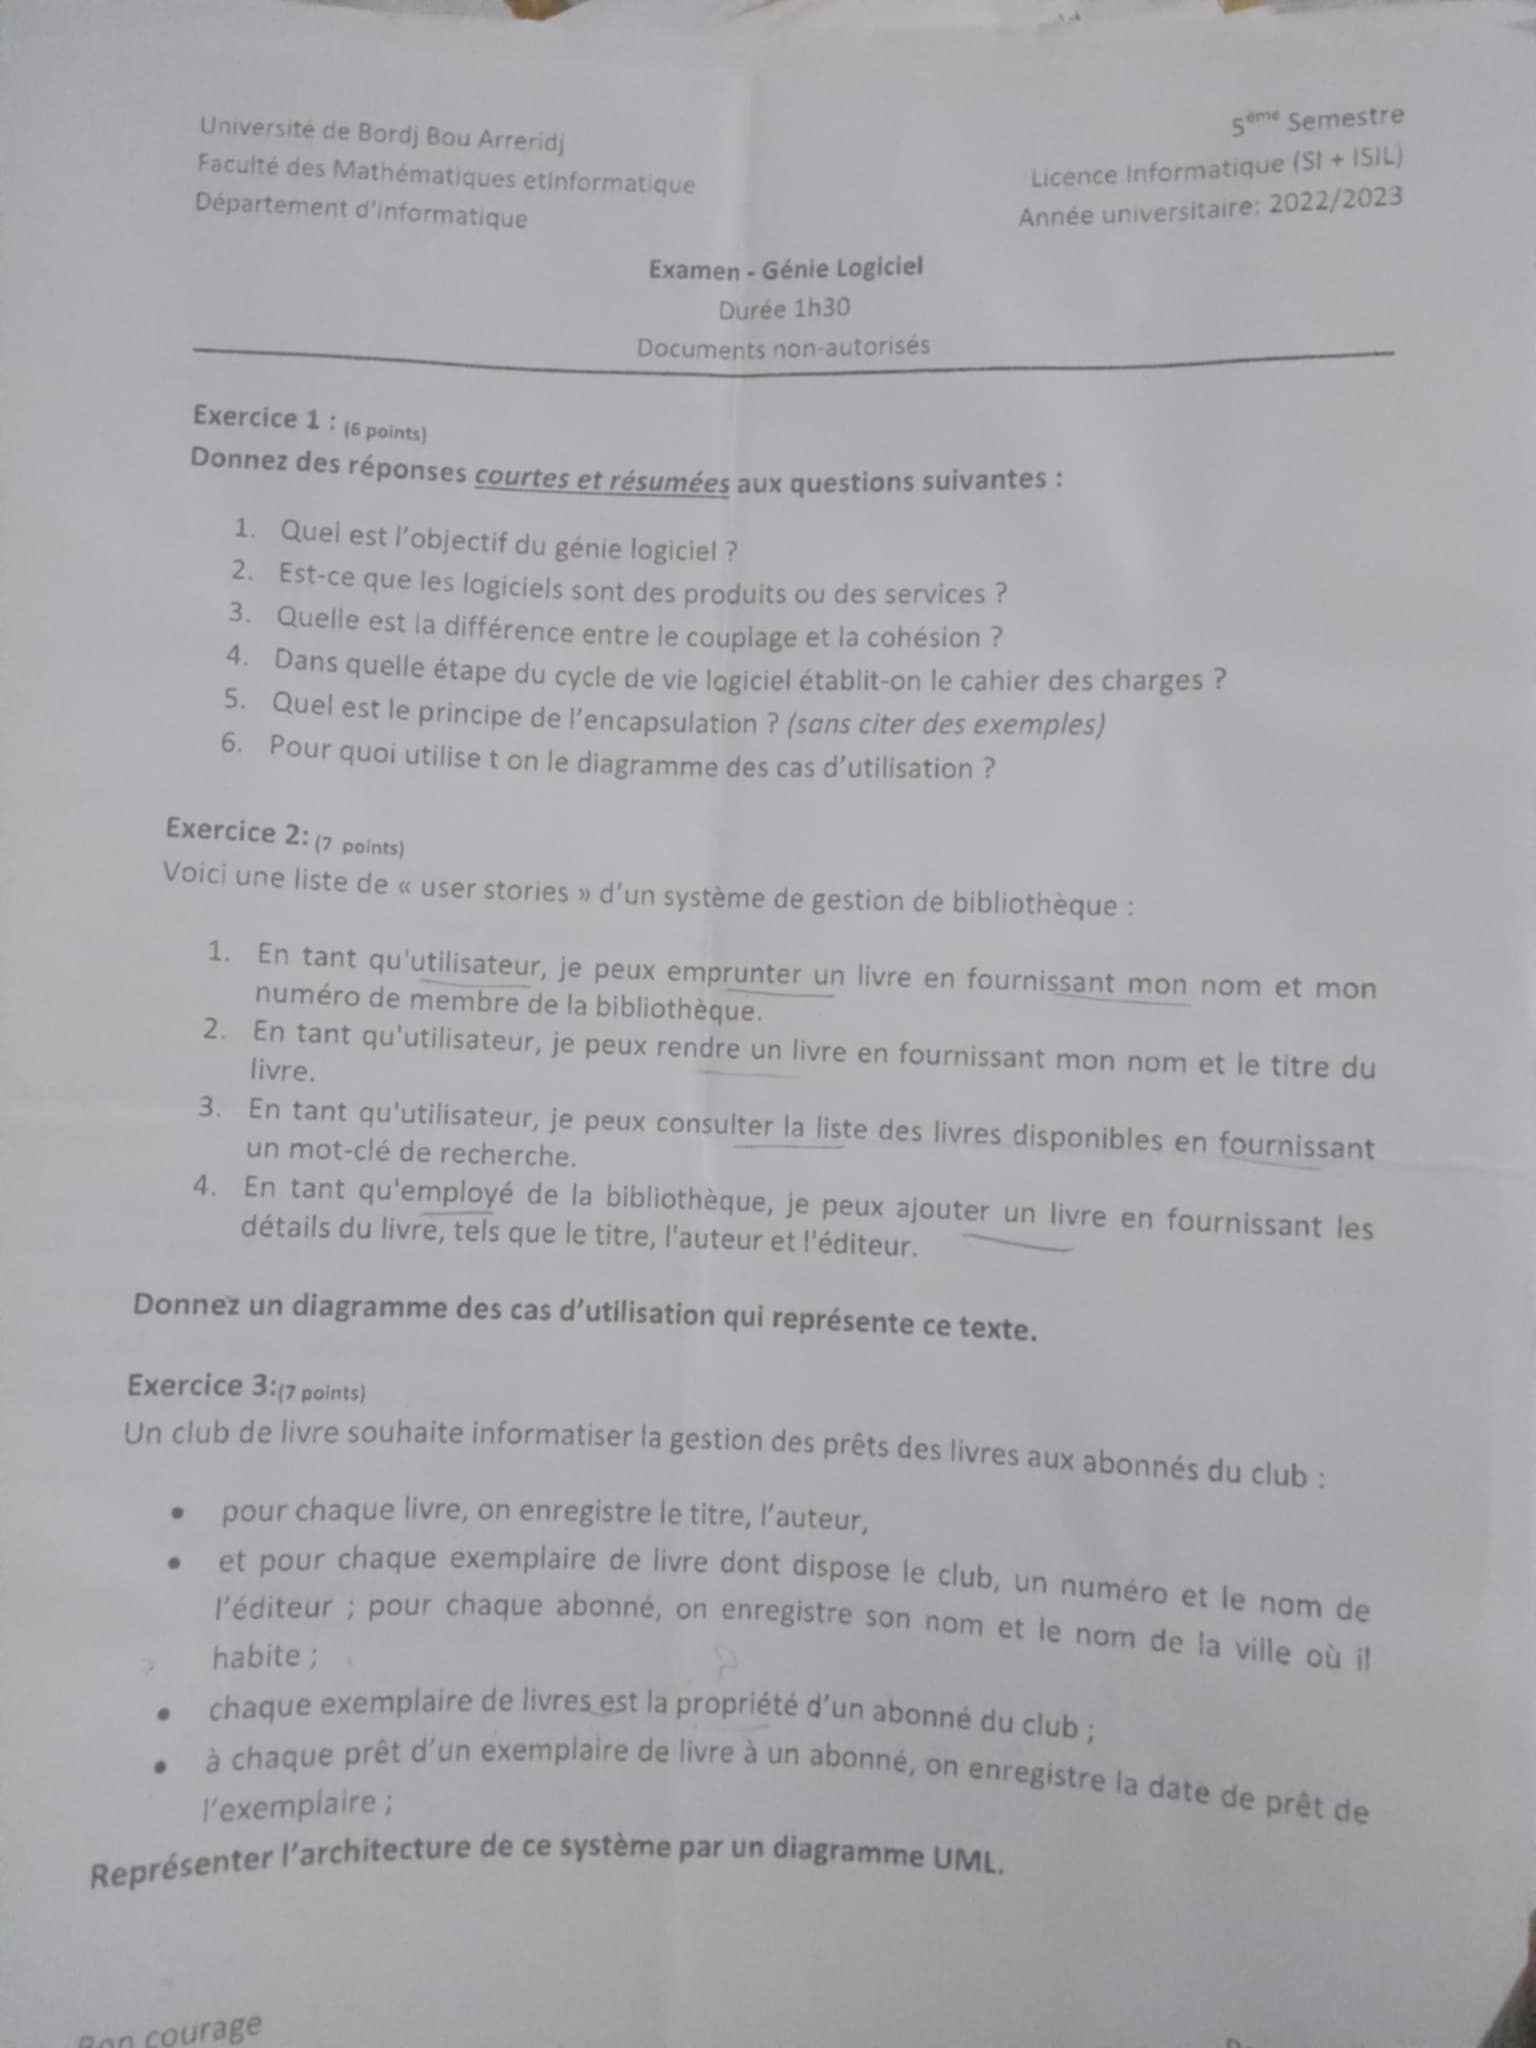 Université de Bordj Bou Arreridj
Faculté des Mathématiques etInformatique
Département d'informatique
5ème Semestre
Licence Informatique (SI + ISIL)
Année universitaire: 2022/2023
Examen - Génie Logiciel
Durée 1h30
Documents non-autorisés
Exercice 1 : (6 points)
Donnez des réponses courtes et résumées aux questions suivantes :
1. Quel est l'objectif du génie logiciel ?
2. Est-ce que les logiciels sont des produits ou des services ?
3. Quelle est la différence entre le couplage et la cohésion ?
4. Dans quelle étape du cycle de vie logiciel établit-on le cahier des charges ?
5. Quel est le principe de l'encapsulation ? (sans citer des exemples)
6. Pour quoi utilise t on le diagramme des cas d'utilisation ?
Exercice 2: (7 points)
Voici une liste de « user stories » d'un système de gestion de bibliothèque :
1. En tant qu'utilisateur, je peux emprunter un livre en fournissant mon nom et mon
numéro de membre de la bibliothèque.
2. En tant qu'utilisateur, je peux rendre un livre en fournissant mon nom et le titre du
livre.
3. En tant qu'utilisateur, je peux consulter la liste des livres disponibles en fournissant
un mot-clé de recherche.
4. En tant qu'employé de la bibliothèque, je peux ajouter un livre en fournissant les
détails du livre, tels que le titre, l'auteur et l'éditeur.
Donnez un diagramme des cas d'utilisation qui représente ce texte.
Exercice 3:(7 points)
Un club de livre souhaite informatiser la gestion des prêts des livres aux abonnés du club :
• pour chaque livre, on enregistre le titre, l'auteur,
• et pour chaque exemplaire de livre dont dispose le club, un numéro et le nom de
l'éditeur ; pour chaque abonné, on enregistre son nom et le nom de la ville où il
habite ;
• chaque exemplaire de livres est la propriété d'un abonné du club ;
• à chaque prêt d'un exemplaire de livre à un abonné, on enregistre la date de prêt de
l'exemplaire ;
Représenter l'architecture de ce système par un diagramme UML.
Bon courage